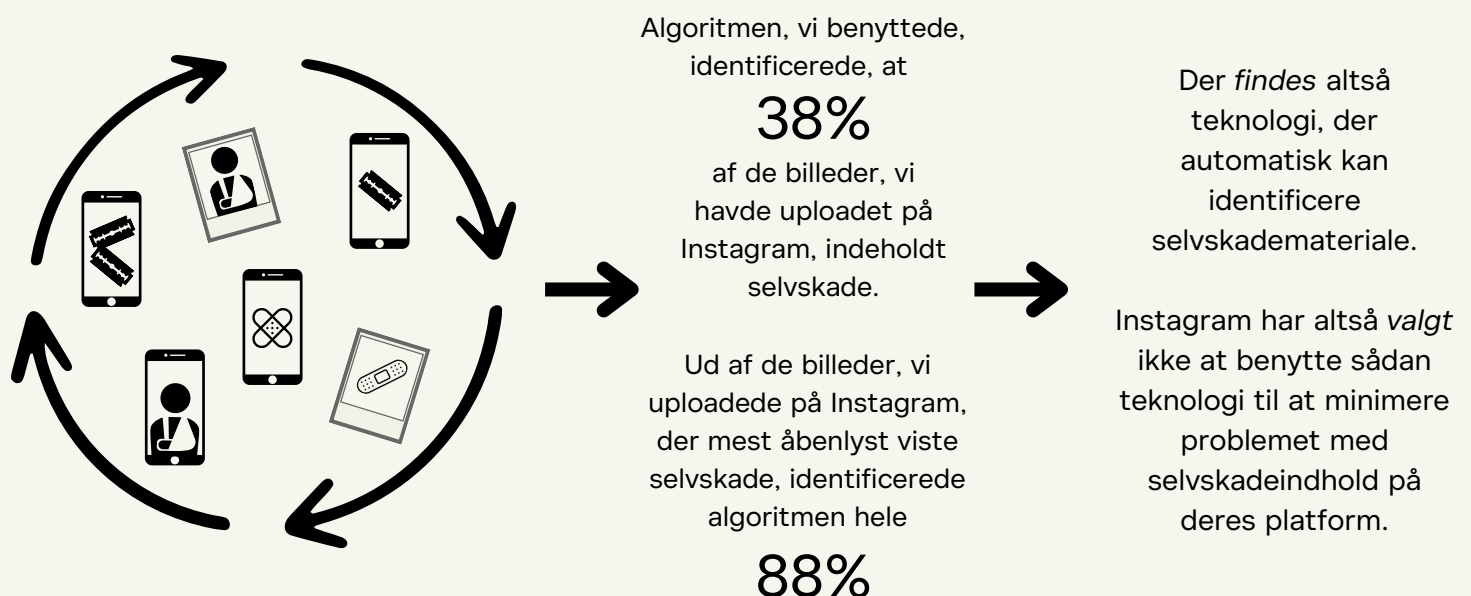 Algoritmen, vi benyttede,
identificerede, at
38%
af de billeder, vi
havde uploadet på
Instagram, indeholdt
selvskade.
Ud af de billeder, vi
uploadede på Instagram,
der mest åbenlyst viste
selvskade, identificerede
algoritmen hele
88%
Der findes altså
teknologi, der
automatisk kan
identificere
selvskademateriale.
Instagram har altså valgt
ikke at benytte sådan
teknologi til at minimere
problemet med
selvskadeindhold på
deres platform.